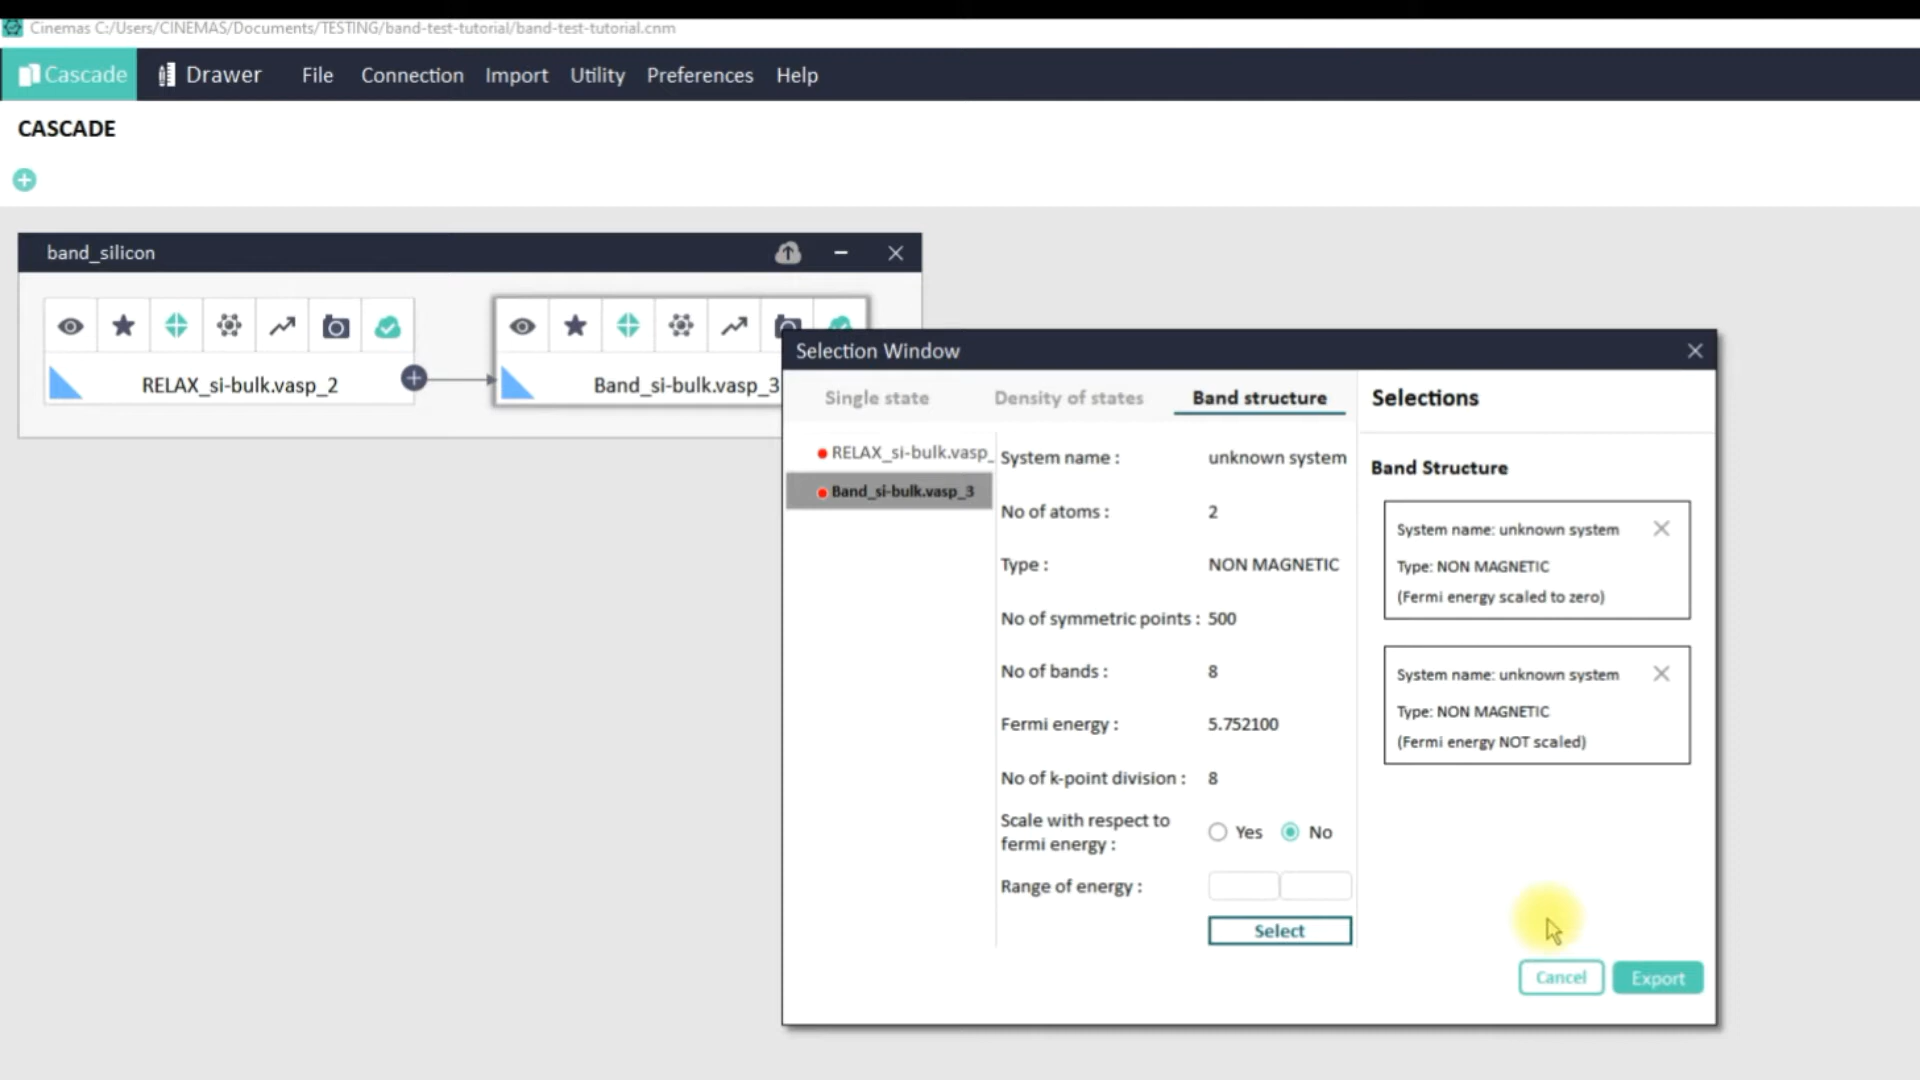 Cinemas C:/Users/CINEMAS/Documents/TESTING/band-test-tutorial/band-test-tutorial.cnm
Cascade Drawer File Connection Import Utility Preferences Help
CASCADE
band_silicon
RELAX_si-bulk.vasp_2
Band_si-bulk.vasp_3
Selection Window
Single state Density of states Band structure
RELAX_si-bulk.vasp_
Band_si-bulk.vasp_3
System name : unknown system
No of atoms : 2
Type : NON MAGNETIC
No of symmetric points : 500
No of bands : 8
Fermi energy : 5.752100
No of k-point division : 8
Scale with respect to
fermi energy : Yes No
Range of energy :
Select
Selections
Band Structure
System name: unknown system
Type: NON MAGNETIC
(Fermi energy scaled to zero)
System name: unknown system
Type: NON MAGNETIC
(Fermi energy NOT scaled)
Cancel Export